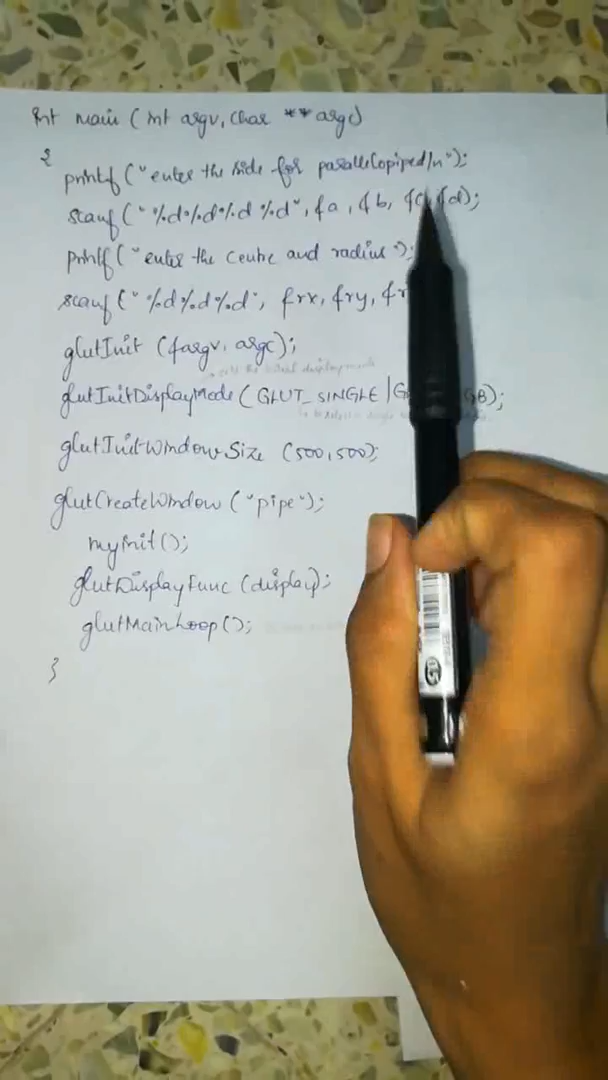 int main (int argv, char **argc)
{
printf ("enter the side for parallelopiped/n");
scanf (" %d%d%d %d", &a, &b, &c, &d);
printf ("enter the centre and radius");
scanf (" %d%d%d", &rx, &ry, &r
glutInit (&argv, argc);
glutInitDisplayMode (GLUT_SINGLE | G GB);
glutInitWindowSize (500,500);
glutCreateWindow ("pipe");
myinit();
glutDisplayFunc (display);
glutMainLoop();
}